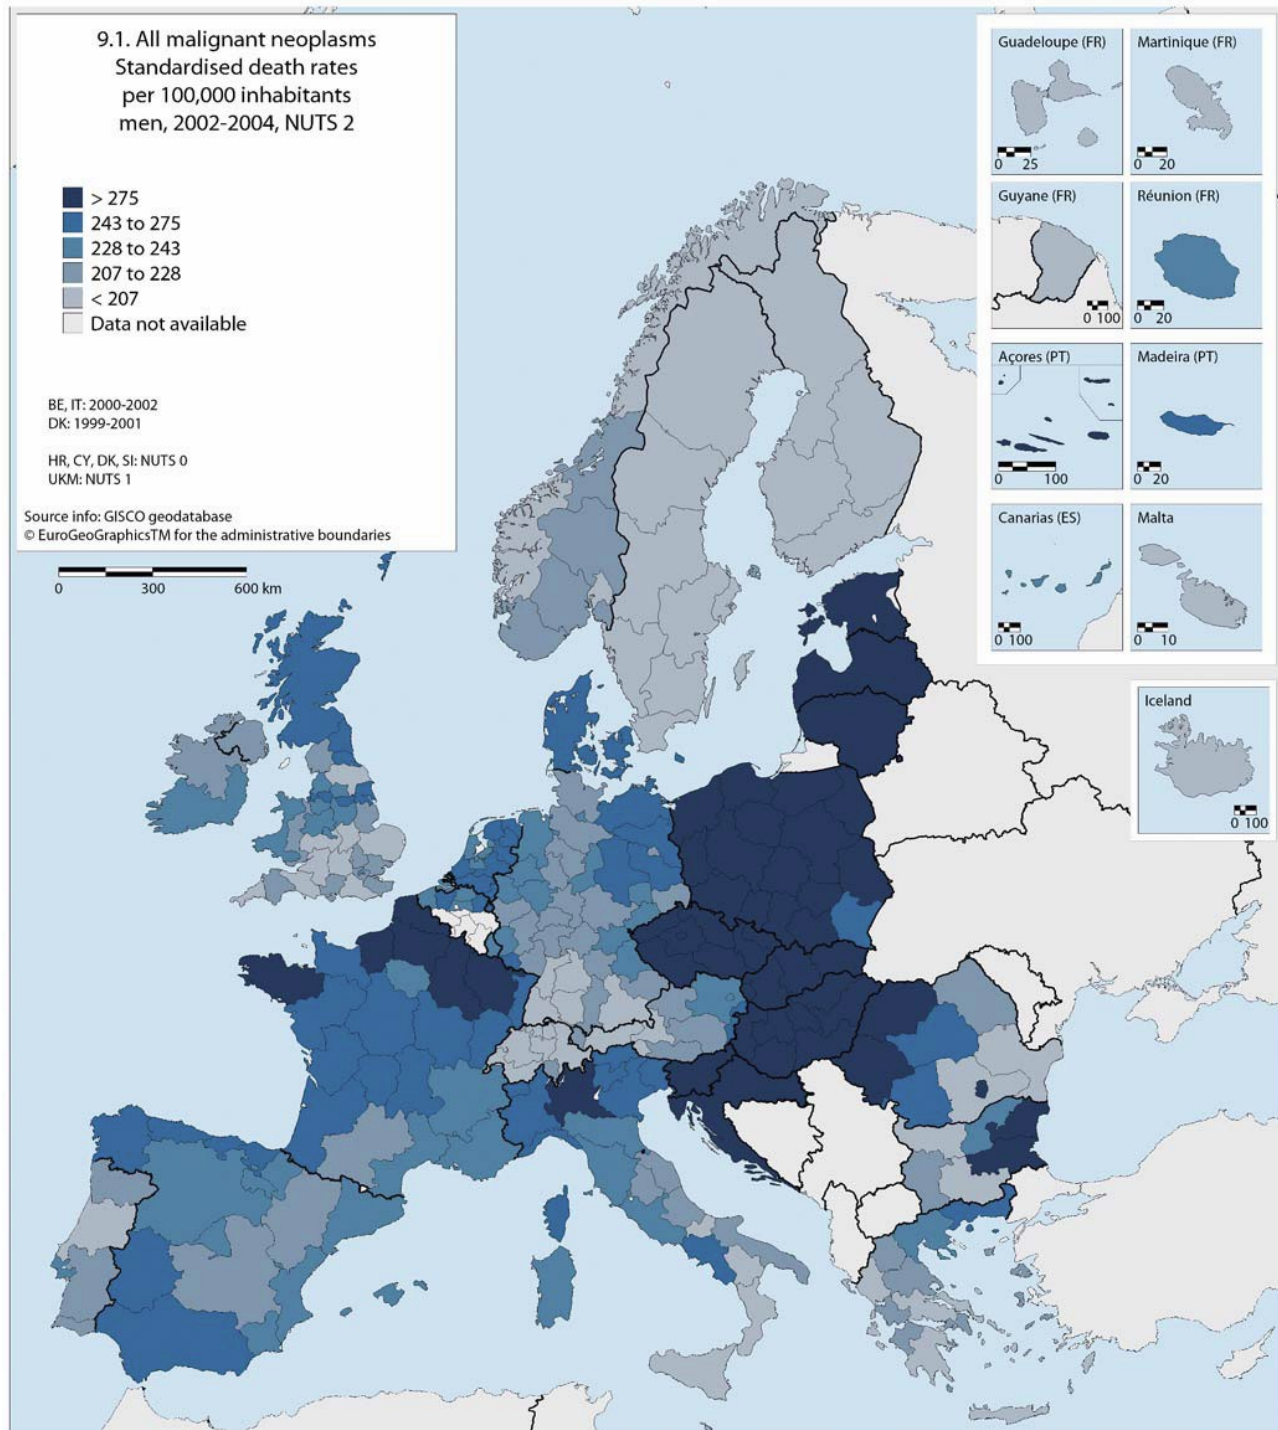 9.1. All malignant neoplasms
Standardised death rates
per 100,000 inhabitants
men, 2002-2004, NUTS 2
> 275
243 to 275
228 to 243
207 to 228
< 207
Data not available
BE, IT: 2000-2002
DK: 1999-2001
HR, CY, DK, SI: NUTS 0
UKM: NUTS 1
Source info: GISCO geodatabase
© EuroGeoGraphicsTM for the administrative boundaries
0 300 600 km
Guadeloupe (FR)
0 25
Martinique (FR)
0 20
Guyane (FR)
0 100
Réunion (FR)
0 20
Açores (PT)
0 100
Madeira (PT)
0 20
Canarias (ES)
0 100
Malta
0 10
Iceland
0 100